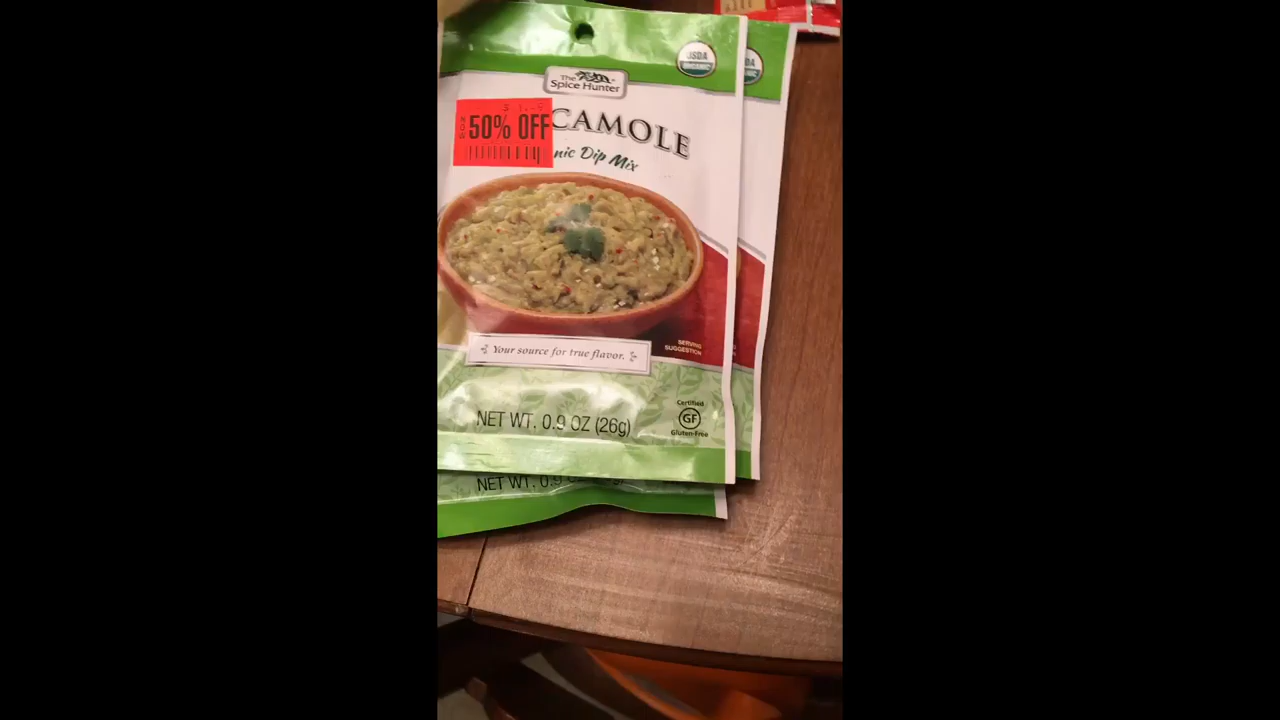 USDA
ORGANIC
The
Spice Hunter
50% OFF
CAMOLE
nic Dip Mix
SERVING
SUGGESTION
Your source for true flavor.
Certified
GF
Gluten-Free
NET WT. 0.9 OZ (26g)
NET WT. 0.9